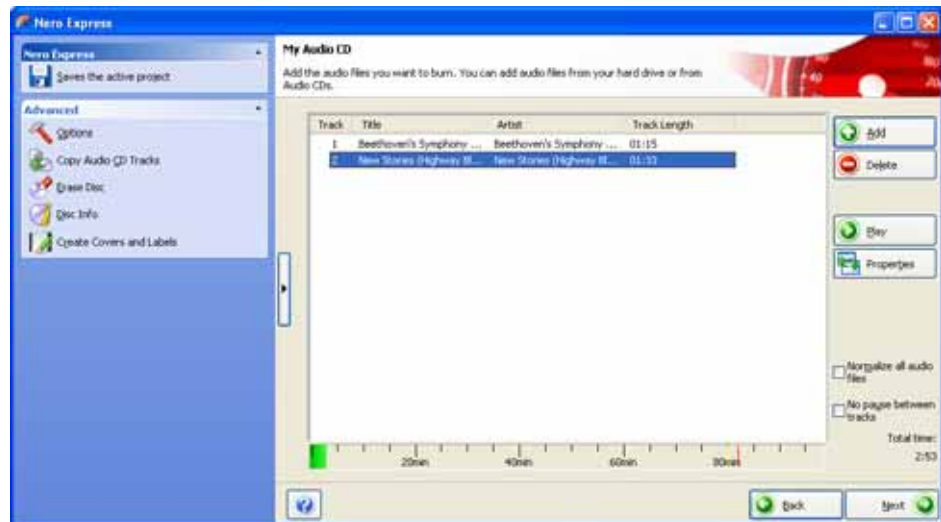 Nero Express
Nero Express
Saves the active project
Advanced
Options
Copy Audio CD Tracks
Erase Disc
Disc Info
Create Covers and Labels
My Audio CD
Add the audio files you want to burn. You can add audio files from your hard drive or from
Audio CDs.
Track Title Artist Track Length
1 Beethoven's Symphony ... Beethoven's Symphony ... 01:15
2 New Stories (Highway Bl... New Stories (Highway Bl... 01:33
Add
Delete
Play
Properties
Normalize all audio
files
No pause between
tracks
Total time:
2:53
20min 40min 60min 80min
Back Next